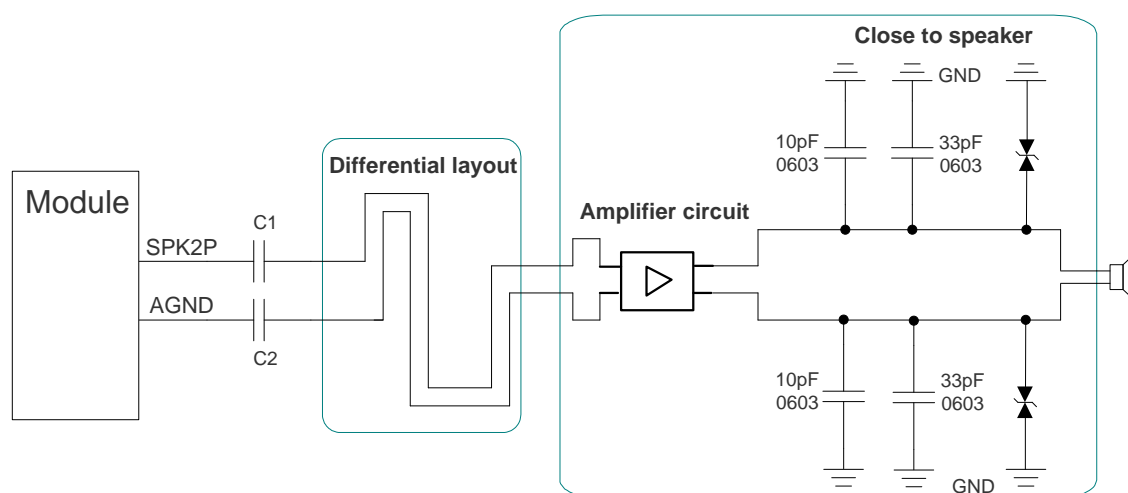 Close to speaker
GND
10pF
0603
33pF
0603
Differential layout
Module
Amplifier circuit
C1
SPK2P
AGND
C2
10pF
0603
33pF
0603
GND